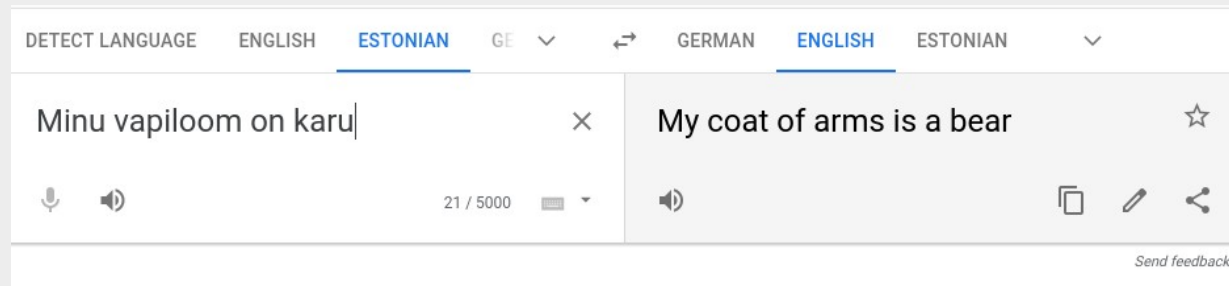 DETECT LANGUAGE ENGLISH ESTONIAN GE GERMAN ENGLISH ESTONIAN
Minu vapiloom on karu My coat of arms is a bear
21 / 5000
Send feedback